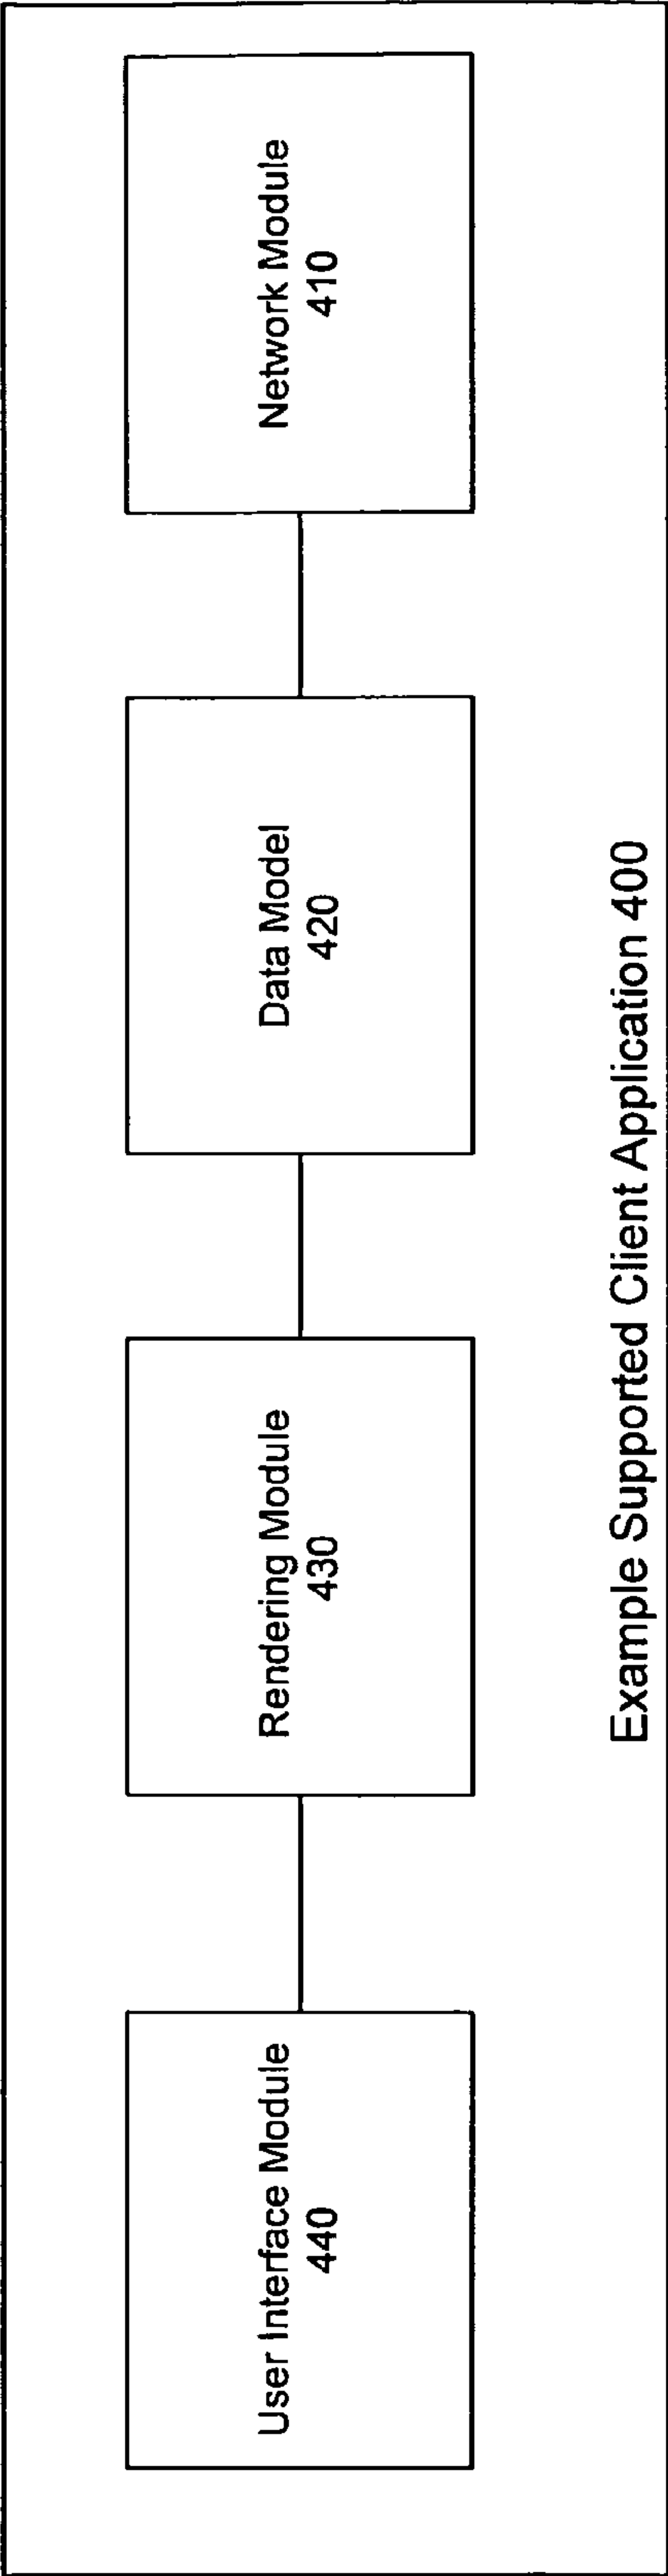 User Interface Module
440
Rendering Module
430
Data Model
420
Network Module
410
Example Supported Client Application 400